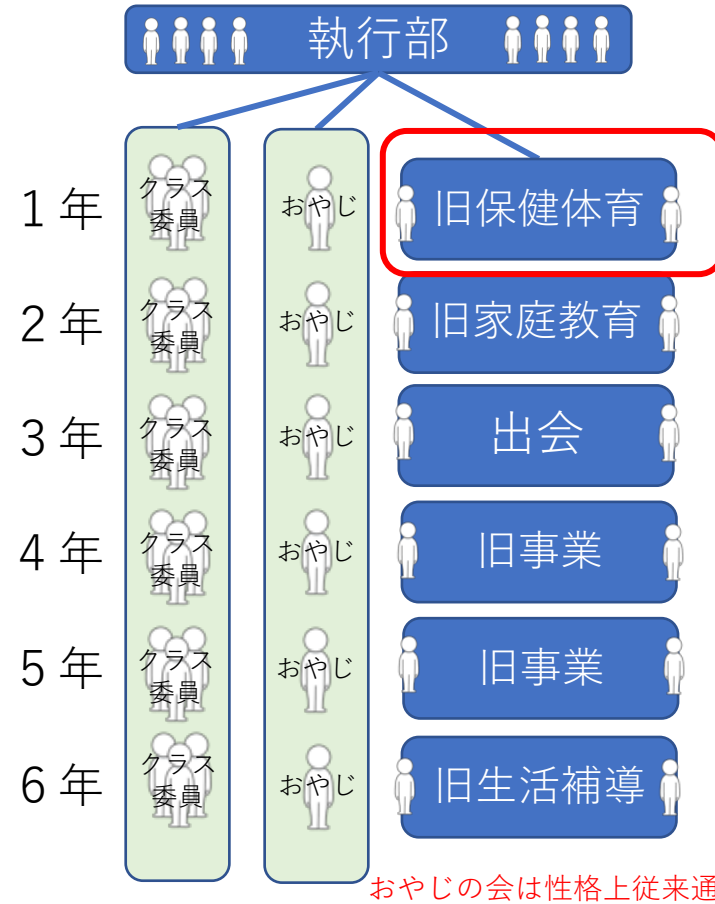 執行部
1年
クラス
委員
おやじ
旧保健体育
2年
クラス
委員
おやじ
旧家庭教育
3年
クラス
委員
おやじ
出会
4年
クラス
委員
おやじ
旧事業
5年
クラス
委員
おやじ
旧事業
6年
クラス
委員
おやじ
旧生活補導
おやじの会は性格上従来通